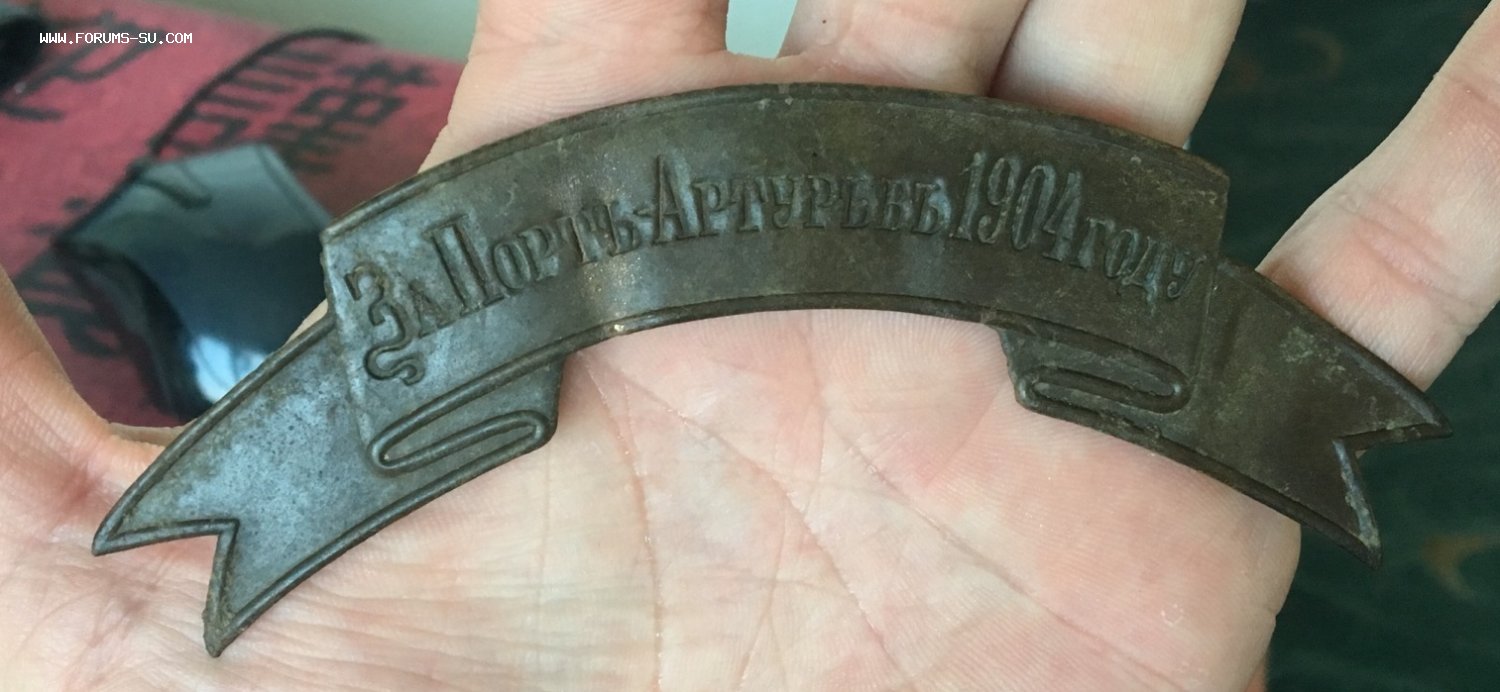 WWW.FORUMS-SU.COM
За Портъ-Артуръ въ 1904 году